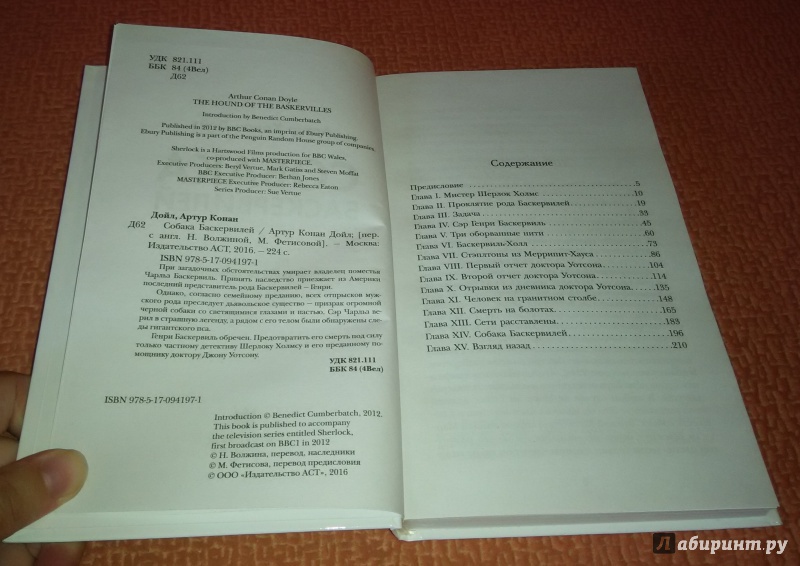 УДК 821.111
ББК 84 (4Вел)
Д62
Arthur Conan Doyle
THE HOUND OF THE BASKERVILLES
Introduction by Benedict Cumberbatch
Published in 2012 by BBC Books, an imprint of Ebury Publishing.
Ebury Publishing is a part of the Penguin Random House group of companies.
Sherlock is a Hartswood Films production for BBC Wales,
co-produced with MASTERPIECE.
Executive Producers: Beryl Vertue, Mark Gatiss and Steven Moffat
BBC Executive Producer: Bethan Jones
MASTERPIECE Executive Producer: Rebecca Eaton
Series Producer: Sue Vertue
Дойл, Артур Конан
Д62 Собака Баскервилей / Артур Конан Дойл; [пер.
с англ. Н. Волжиной, М. Фетисовой]. — Москва:
Издательство АСТ, 2016. — 224 с.
ISBN 978-5-17-094197-1
При загадочных обстоятельствах умирает владелец поместья
Чарльз Баскервиль. Принять наследство приезжает из Америки
последний представитель рода Баскервилей — Генри.
Однако, согласно семейному преданию, всех отпрысков муж-
ского рода преследует дьявольское существо — призрак огромной
черной собаки со светящимися глазами и пастью. Сэр Чарльз ве-
рил в страшную легенду, а рядом с его телом были обнаружены следы
гигантского пса.
Генри Баскервиль обречен. Предотвратить его смерть под силу
только частному детективу Шерлоку Холмсу и его преданному по-
мощнику доктору Джону Уотсону.
УДК 821.111
ББК 84 (4Вел)
ISBN 978-5-17-094197-1
Introduction © Benedict Cumberbatch, 2012.
This book is published to accompany
the television series entitled Sherlock,
first broadcast on BBC1 in 2012
© Н. Волжина, перевод, наследники
© М. Фетисова, перевод предисловия
© ООО «Издательство АСТ», 2016
Содержание
Предисловие 5
Глава I. Мистер Шерлок Холмс 10
Глава II. Проклятие рода Баскервилей 19
Глава III. Задача 33
Глава IV. Сэр Генри Баскервиль 45
Глава V. Три оборванные нити 60
Глава VI. Баскервиль-Холл 73
Глава VII. Стэплтоны из Меррипит-Хауса 86
Глава VIII. Первый отчет доктора Уотсона 104
Глава IX. Второй отчет доктора Уотсона 114
Глава X. Отрывки из дневника доктора Уотсона 135
Глава XI. Человек на гранитном столбе 148
Глава XII. Смерть на болотах 165
Глава XIII. Сети расставлены 183
Глава XIV. Собака Баскервилей 196
Глава XV. Взгляд назад 210
Лабиринт.ру